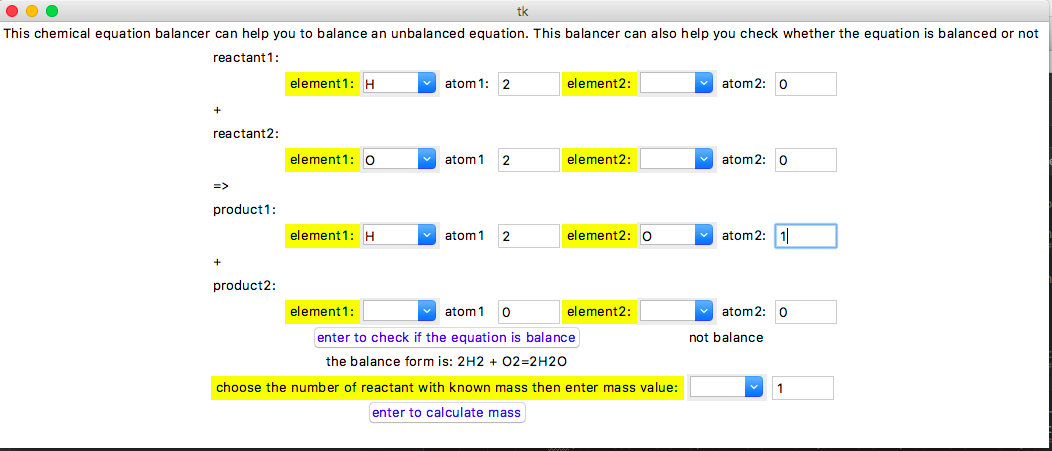 tk
This chemical equation balancer can help you to balance an unbalanced equation. This balancer can also help you check whether the equation is balanced or not
reactant1:
element1: H atom1: 2 element2: atom2: 0
+
reactant2:
element1: O atom1 2 element2: atom2: 0
=>
product1:
element1: H atom1 2 element2: O atom2: 1
+
product2:
element1: atom1 0 element2: atom2: 0
enter to check if the equation is balance not balance
the balance form is: 2H2 + O2=2H2O
choose the number of reactant with known mass then enter mass value: 1
enter to calculate mass